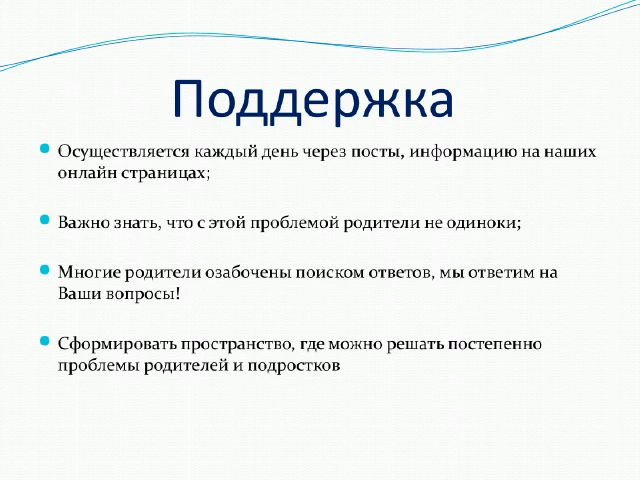 Поддержка
Осуществляется каждый день через посты, информацию на наших
онлайн страницах;
Важно знать, что с этой проблемой родители не одиноки;
Многие родители озабочены поиском ответов, мы ответим на
Ваши вопросы!
Сформировать пространство, где можно решать постепенно
проблемы родителей и подростков